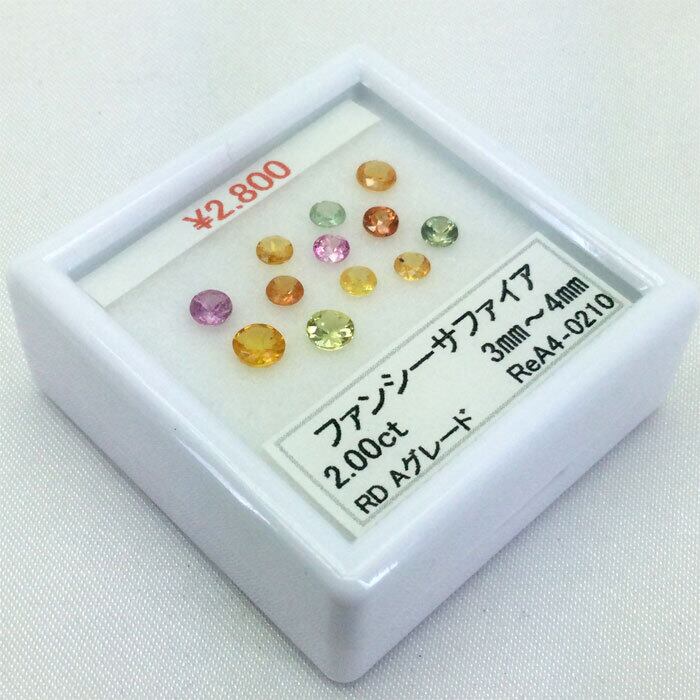 ¥2.800
ファンシーサファイア
2.00ct 3mm～4mm
RD Aグレード ReA4-0210